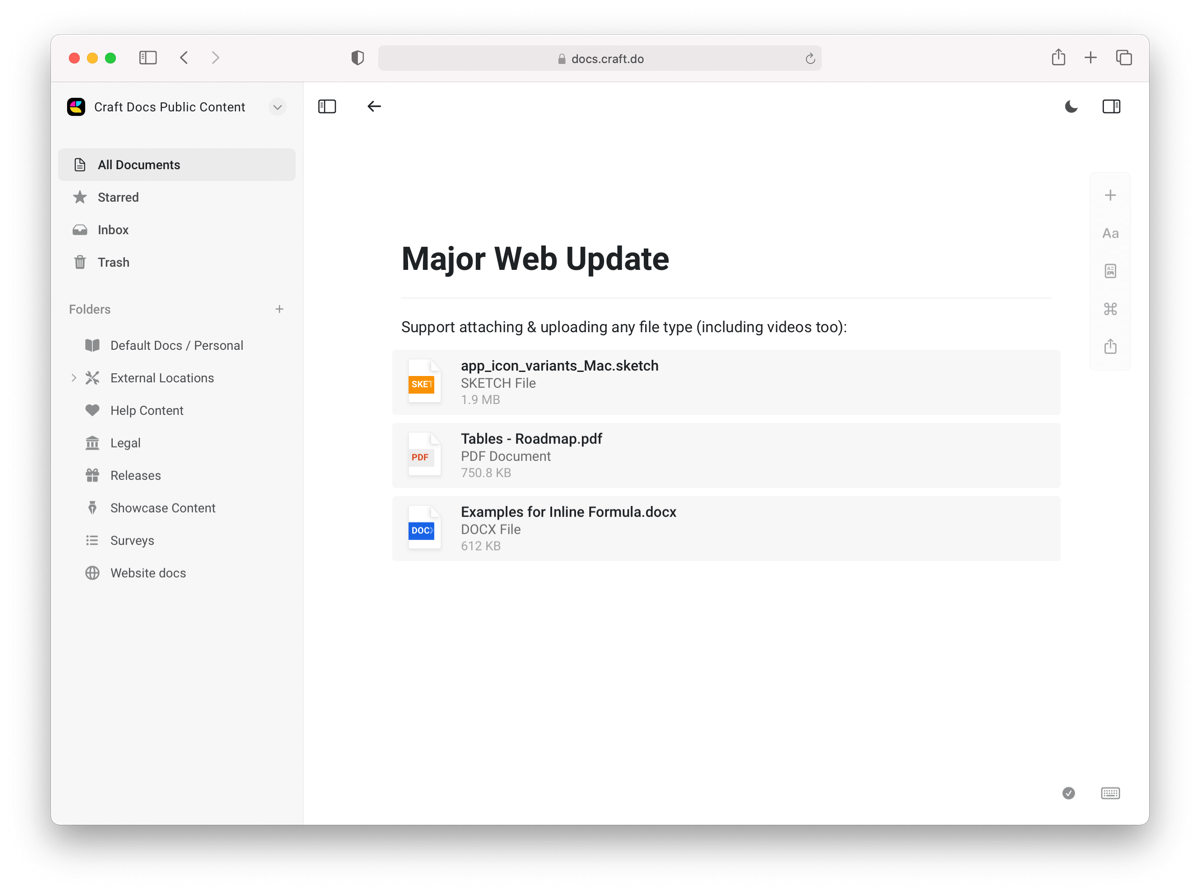 docs.craft.do
Craft Docs Public Content
All Documents
Starred
Inbox
Trash
Folders
Default Docs / Personal
External Locations
Help Content
Legal
Releases
Showcase Content
Surveys
Website docs
Major Web Update
Support attaching & uploading any file type (including videos too):
SKET
app_icon_variants_Mac.sketch
SKETCH File
1.9 MB
PDF
Tables - Roadmap.pdf
PDF Document
750.8 KB
DOC
Examples for Inline Formula.docx
DOCX File
612 KB
Aa